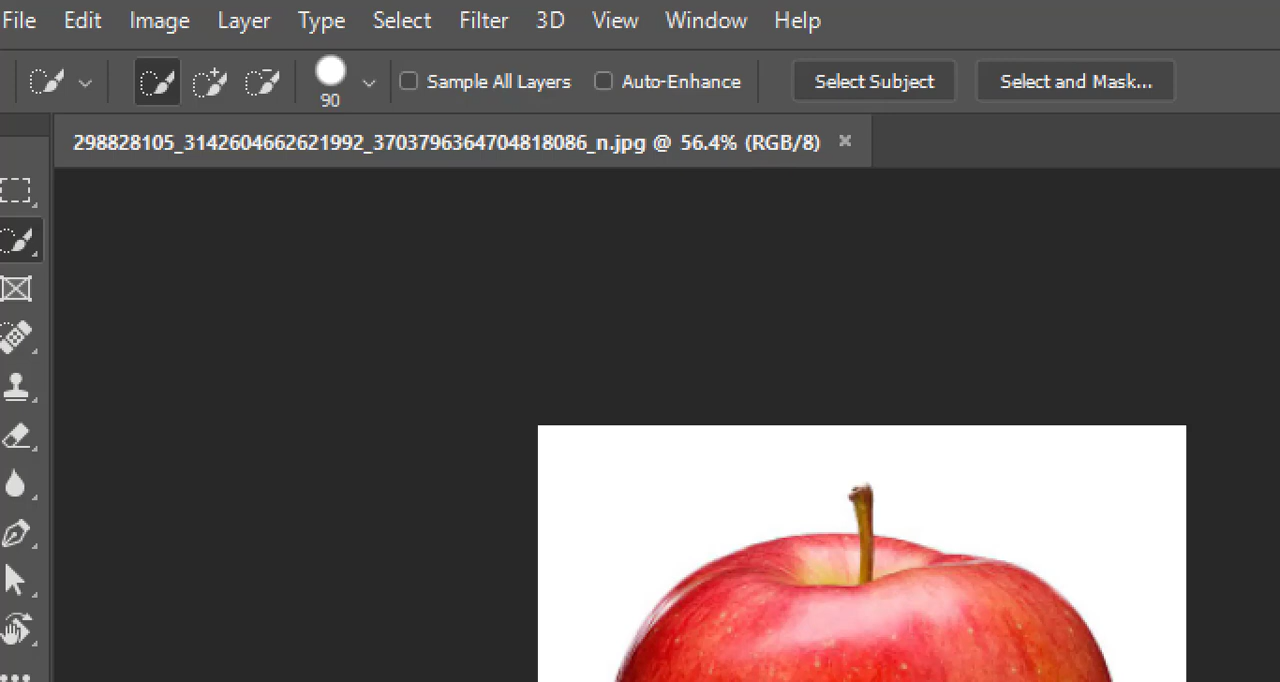 File Edit Image Layer Type Select Filter 3D View Window Help
90 Sample All Layers Auto-Enhance Select Subject Select and Mask...
298828105_3142604662621992_3703796364704818086_n.jpg @ 56.4% (RGB/8) ×